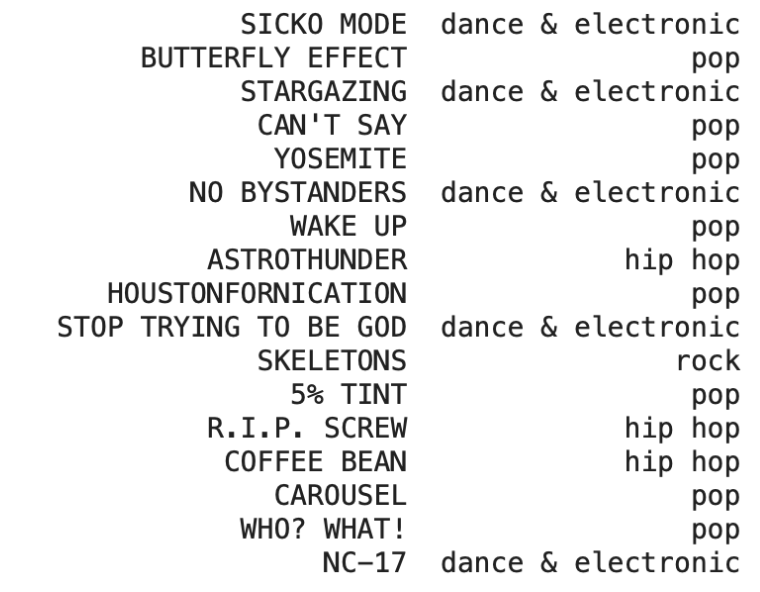 SICKO MODE dance & electronic
BUTTERFLY EFFECT pop
STARGAZING dance & electronic
CAN'T SAY pop
YOSEMITE pop
NO BYSTANDERS dance & electronic
WAKE UP pop
ASTROTHUNDER hip hop
HOUSTONFORNICATION pop
STOP TRYING TO BE GOD dance & electronic
SKELETONS rock
5% TINT pop
R.I.P. SCREW hip hop
COFFEE BEAN hip hop
CAROUSEL pop
WHO? WHAT! pop
NC-17 dance & electronic